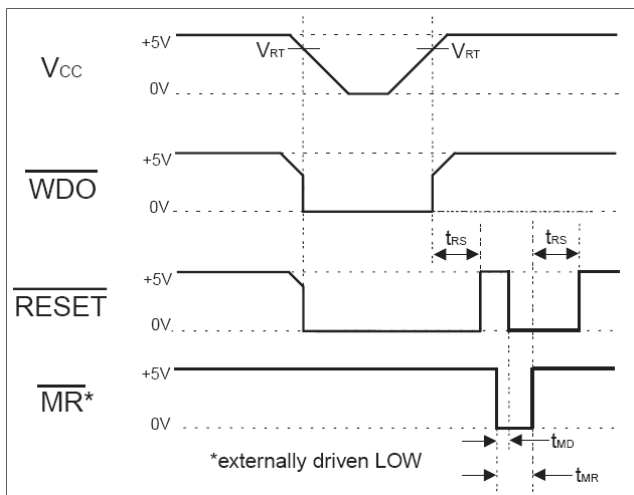 +5V
VRT
VRT
VCC
0V
+5V
WDO
0V
tRS
tRS
+5V
RESET
0V
+5V
MR*
0V
tMD
*externally driven LOW
tMR